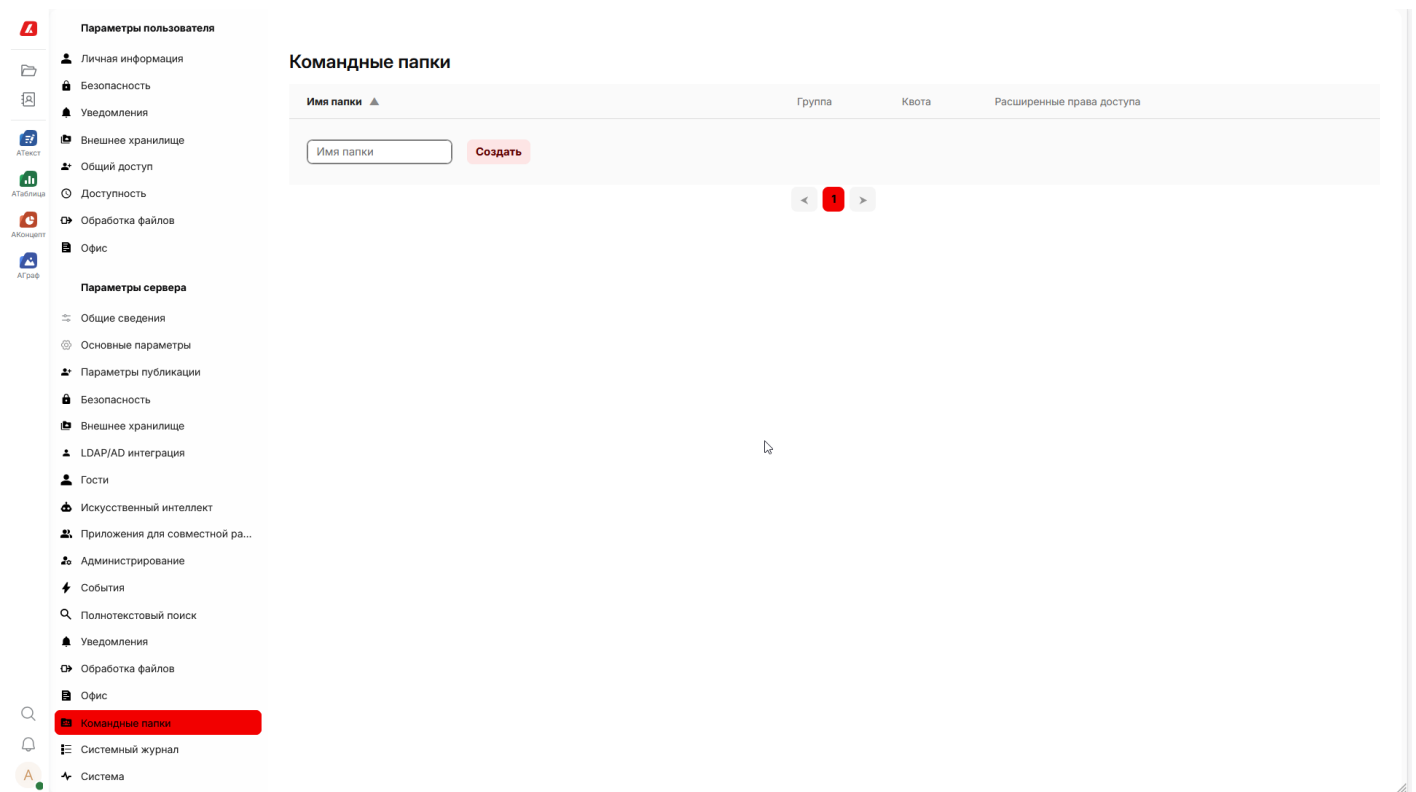 Параметры пользователя
Личная информация
Безопасность
Уведомления
Внешнее хранилище
Общий доступ
Доступность
Обработка файлов
Офис
Параметры сервера
Общие сведения
Основные параметры
Параметры публикации
Безопасность
Внешнее хранилище
LDAP/AD интеграция
Гости
Искусственный интеллект
Приложения для совместной ра...
Администрирование
События
Полнотекстовый поиск
Уведомления
Обработка файлов
Офис
Командные папки
Системный журнал
Система
АТекст
АТаблица
АКонцепт
АГраф
А
Командные папки
Имя папки ▲ Группа Квота Расширенные права доступа
Имя папки Создать
1